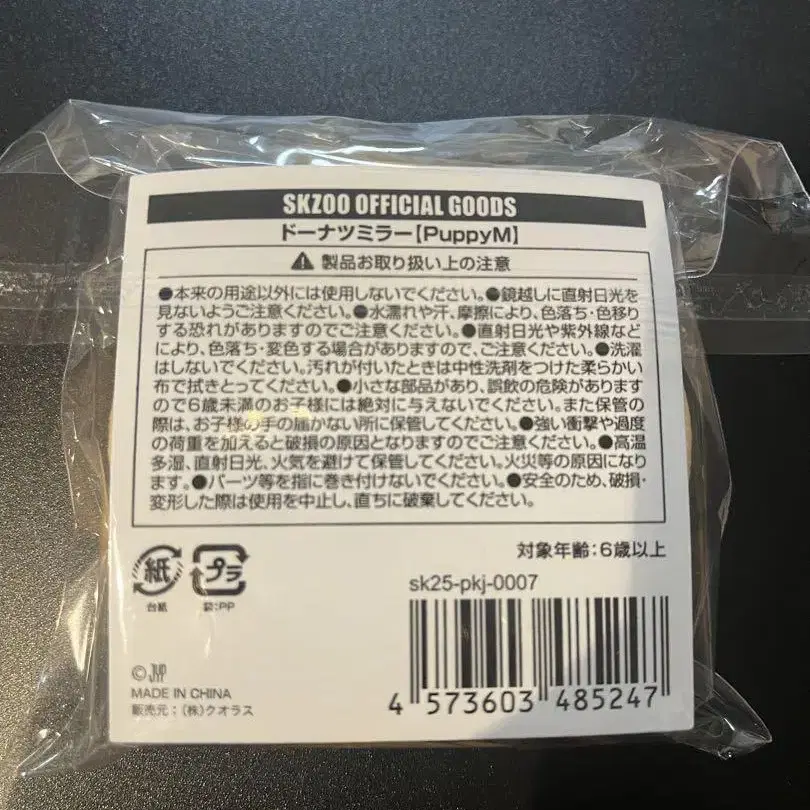 SKZOO OFFICIAL GOODS
ドーナツミラー【PuppyM】
製品お取り扱い上の注意
●本来の用途以外には使用しないでください。●鏡越しに直射日光を
見ないようご注意ください。●水濡れや汗、摩擦により、色落ち・色移り
する恐れがありますのでご注意ください。●直射日光や紫外線など
により、色落ち・変色する場合がありますので、ご注意ください。●洗濯
はしないでください。汚れが付いたときは中性洗剤をつけた柔らかい
布で拭きとってください。●小さな部品があり、誤飲の危険があります
ので6歳未満のお子様には絶対に与えないでください。また保管の
際は、お子様の手の届かない所に保管してください。●強い衝撃や過度
の荷重を加えると破損の原因となりますのでご注意ください。●高温
多湿、直射日光、火気を避けて保管してください。火災等の原因になり
ます。●パーツ等を指に巻き付けないでください。●安全のため、破損・
変形した際は使用を中止し、直ちに破棄してください。
対象年齢:6歳以上
紙
プラ
台紙
袋:PP
sk25-pkj-0007
4 573603 485247
©JYP
MADE IN CHINA
販売元:(株)クオラス